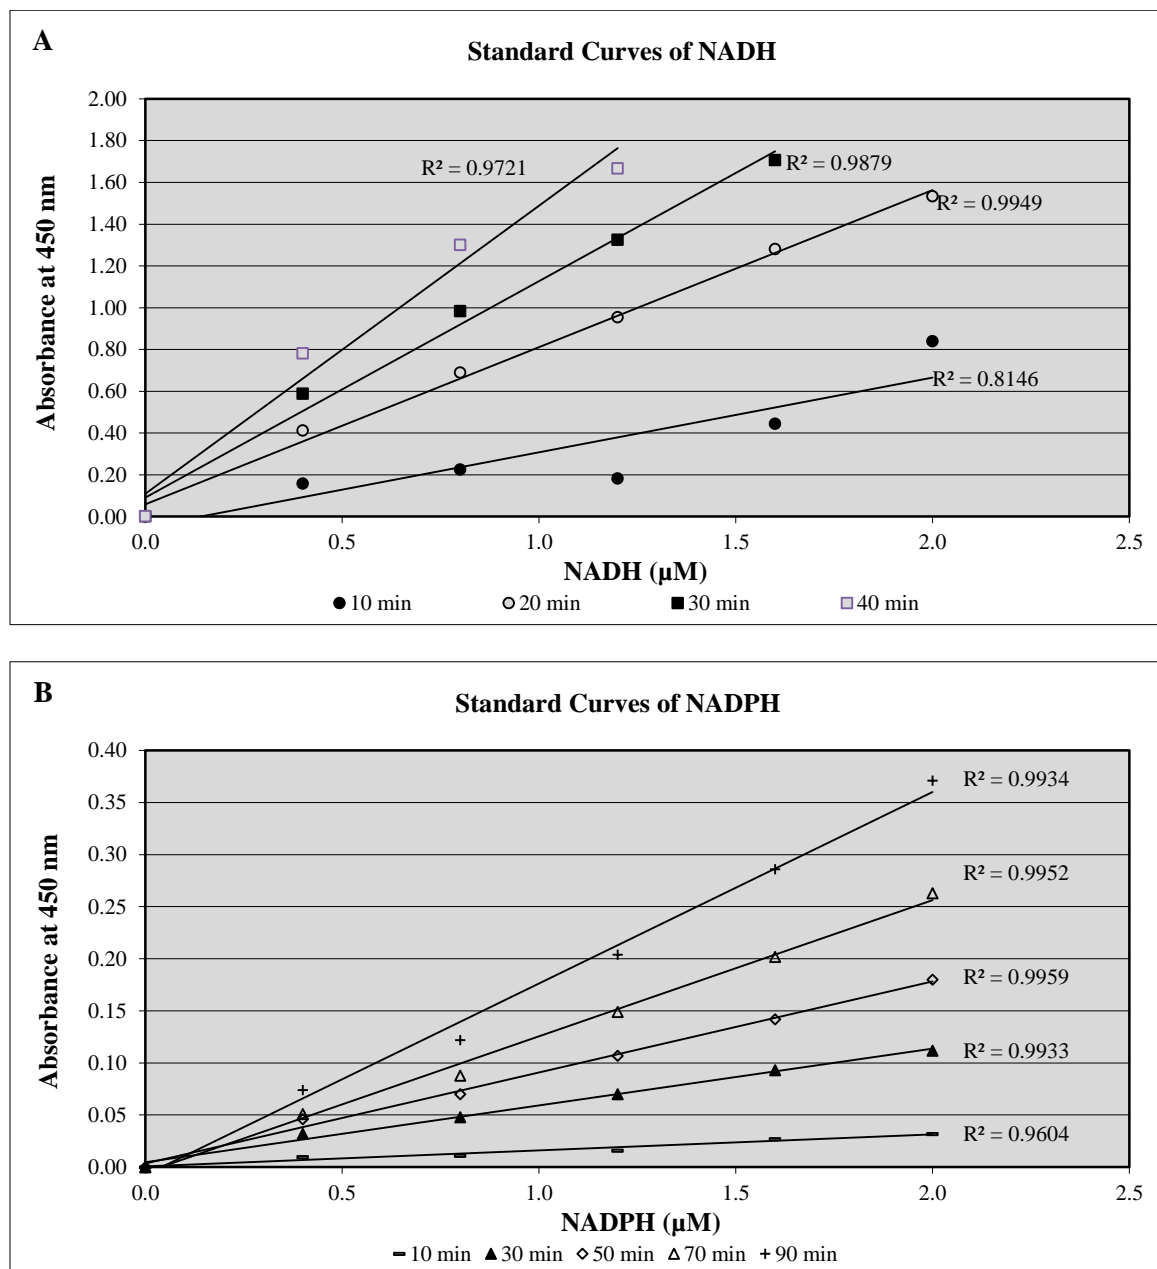 A
Standard Curves of NADH
2.00
1.80
1.60
1.40
1.20
1.00
0.80
0.60
0.40
0.20
0.00
Absorbance at 450 nm
R² = 0.9721
R² = 0.9879
R² = 0.9949
R² = 0.8146
0.0 0.5 1.0 1.5 2.0 2.5
NADH (µM)
10 min 20 min 30 min 40 min
B
Standard Curves of NADPH
0.40
0.35
0.30
0.25
0.20
0.15
0.10
0.05
0.00
Absorbance at 450 nm
R² = 0.9934
R² = 0.9952
R² = 0.9959
R² = 0.9933
R² = 0.9604
0.0 0.5 1.0 1.5 2.0 2.5
NADPH (µM)
10 min 30 min 50 min 70 min 90 min